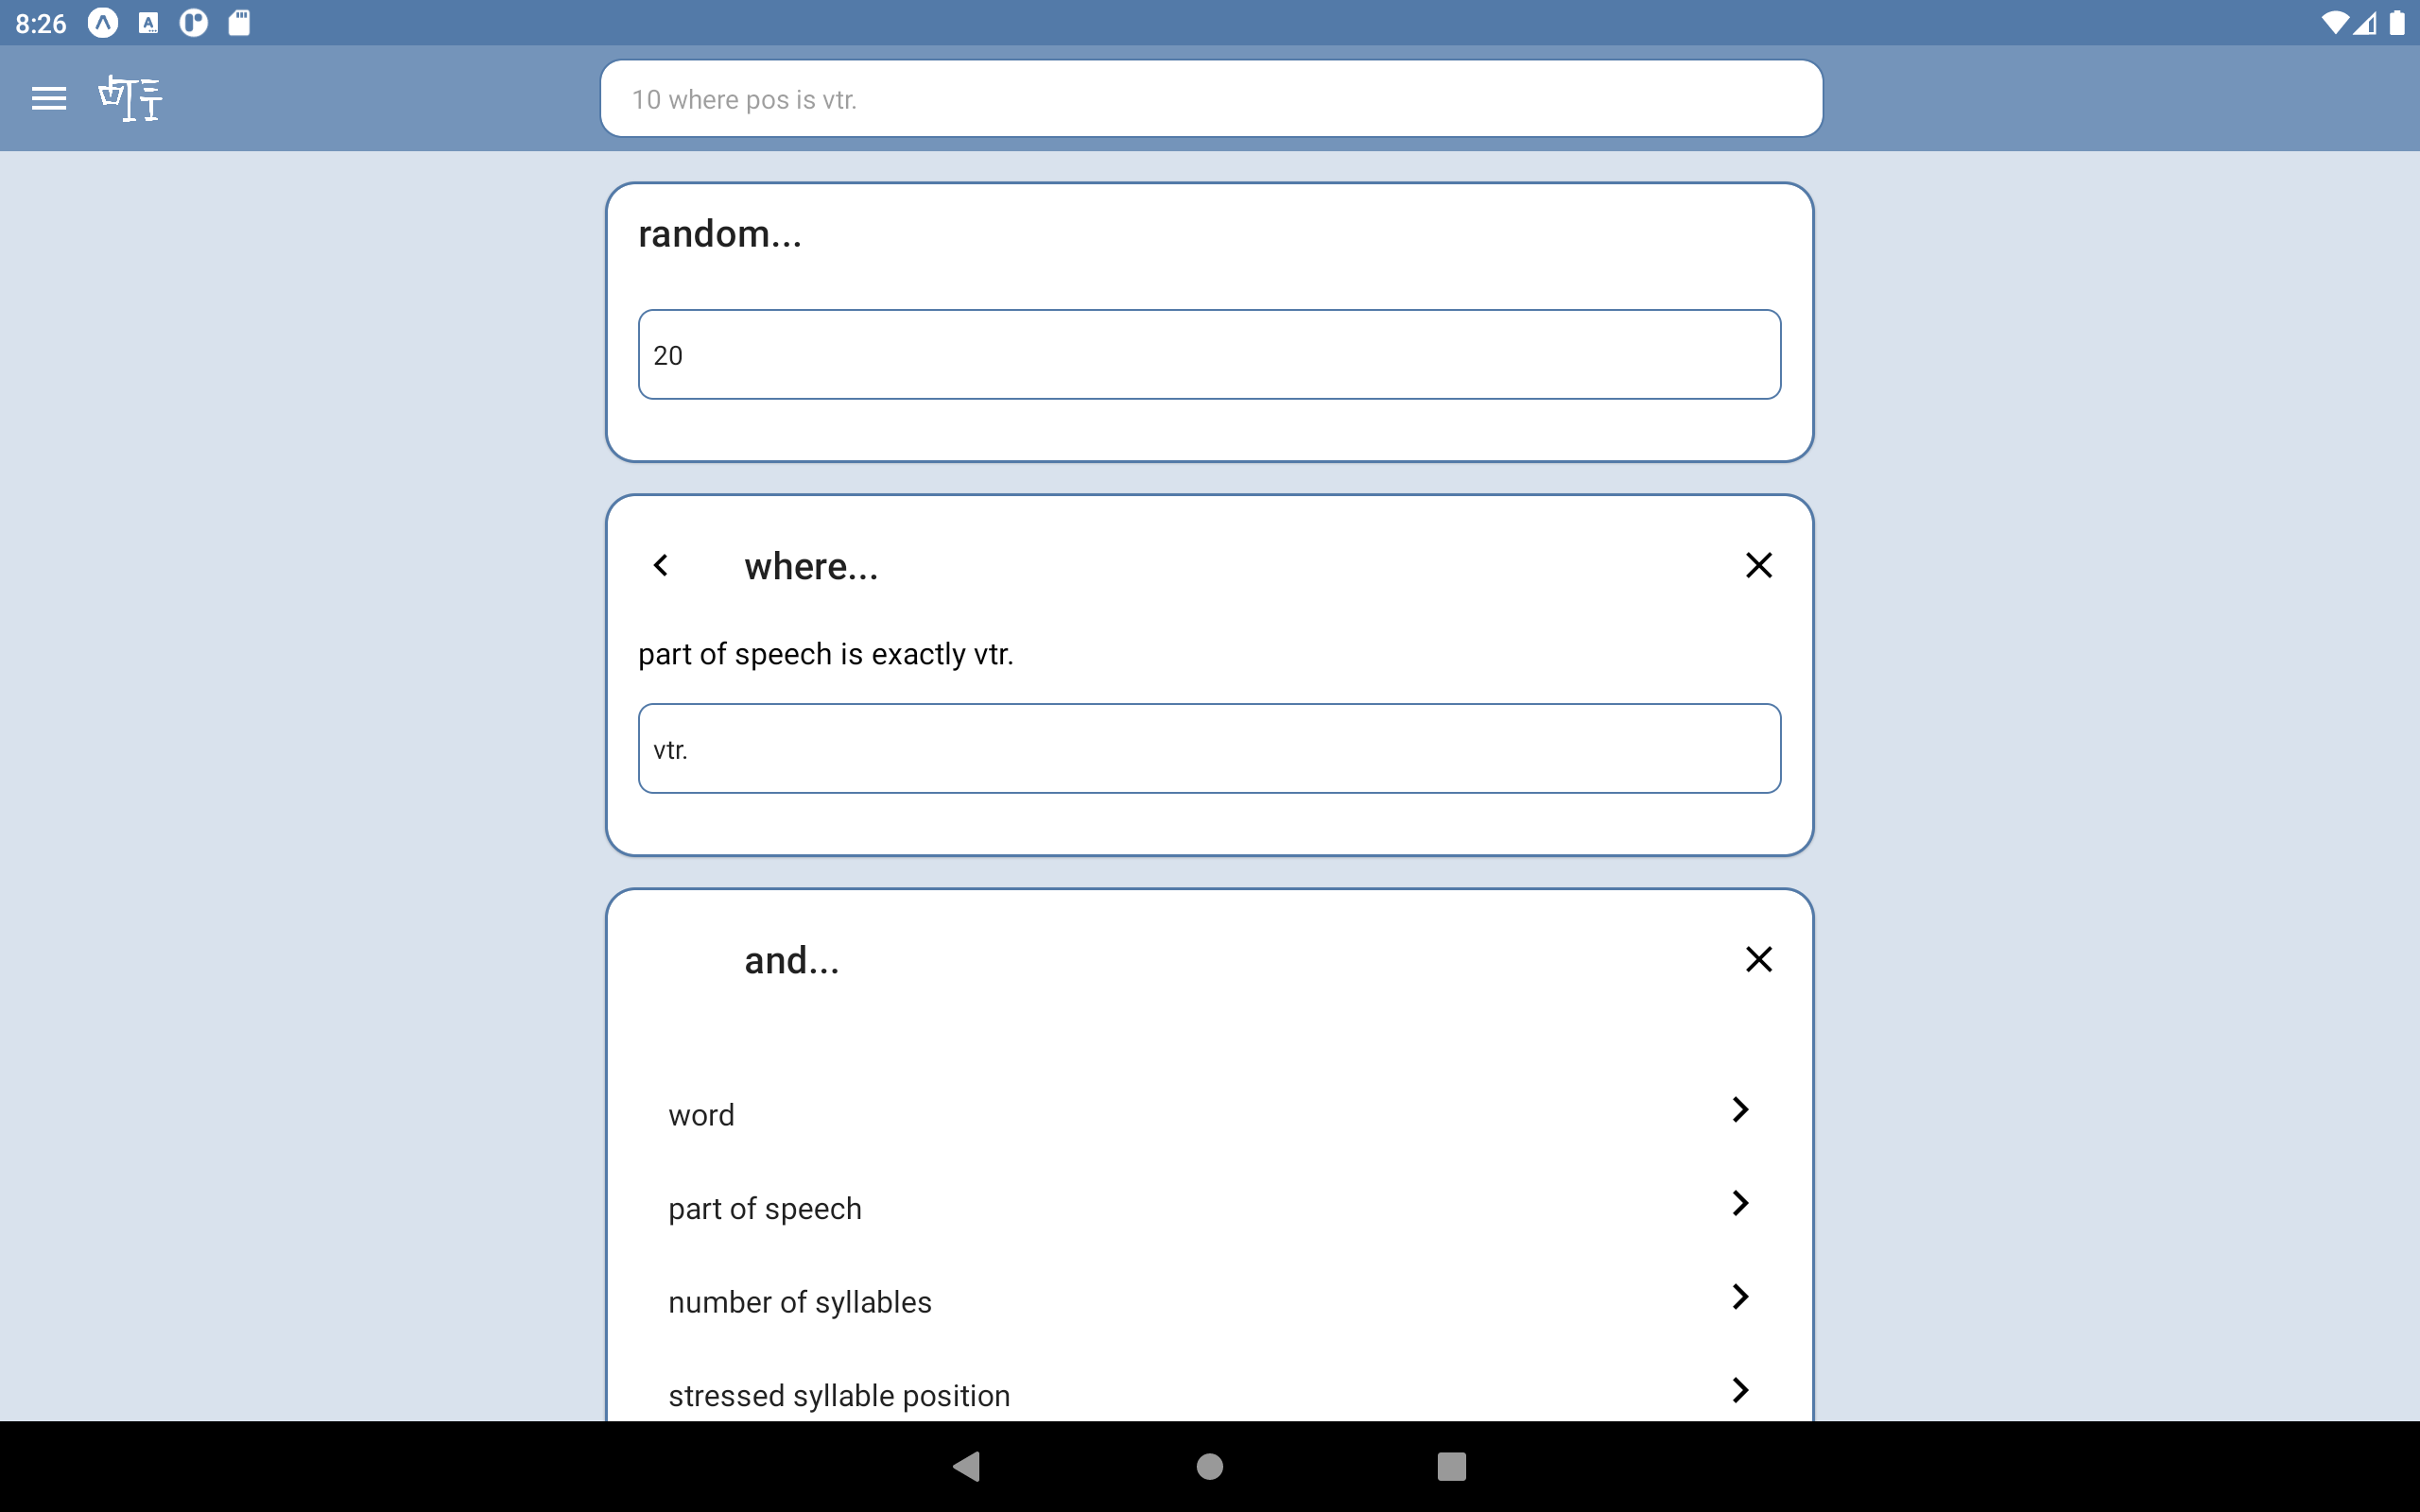 8:26
10 where pos is vtr.
random...
20
where...
part of speech is exactly vtr.
vtr.
and...
word
part of speech
number of syllables
stressed syllable position